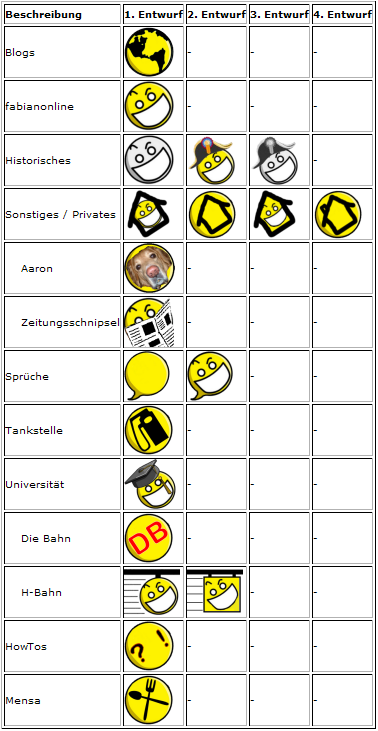 Beschreibung 1. Entwurf 2. Entwurf 3. Entwurf 4. Entwurf
Blogs - - -
fabianonline - - -
Historisches -
Sonstiges / Privates
Aaron - - -
Zeitungsschnipsel - - -
Sprüche - -
Tankstelle - - -
Universität - - -
Die Bahn DB - - -
H-Bahn - -
HowTos ? ! - - -
Mensa - - -